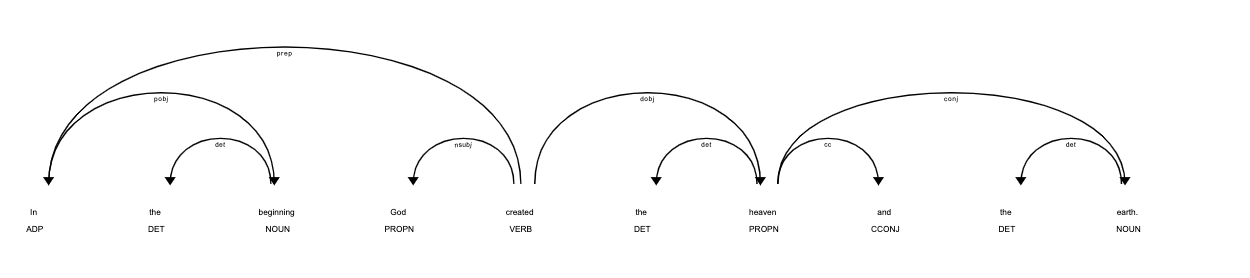 prep
pobj dobj conj
det nsubj det cc det
In the beginning God created the heaven and the earth.
ADP DET NOUN PROPN VERB DET PROPN CCONJ DET NOUN